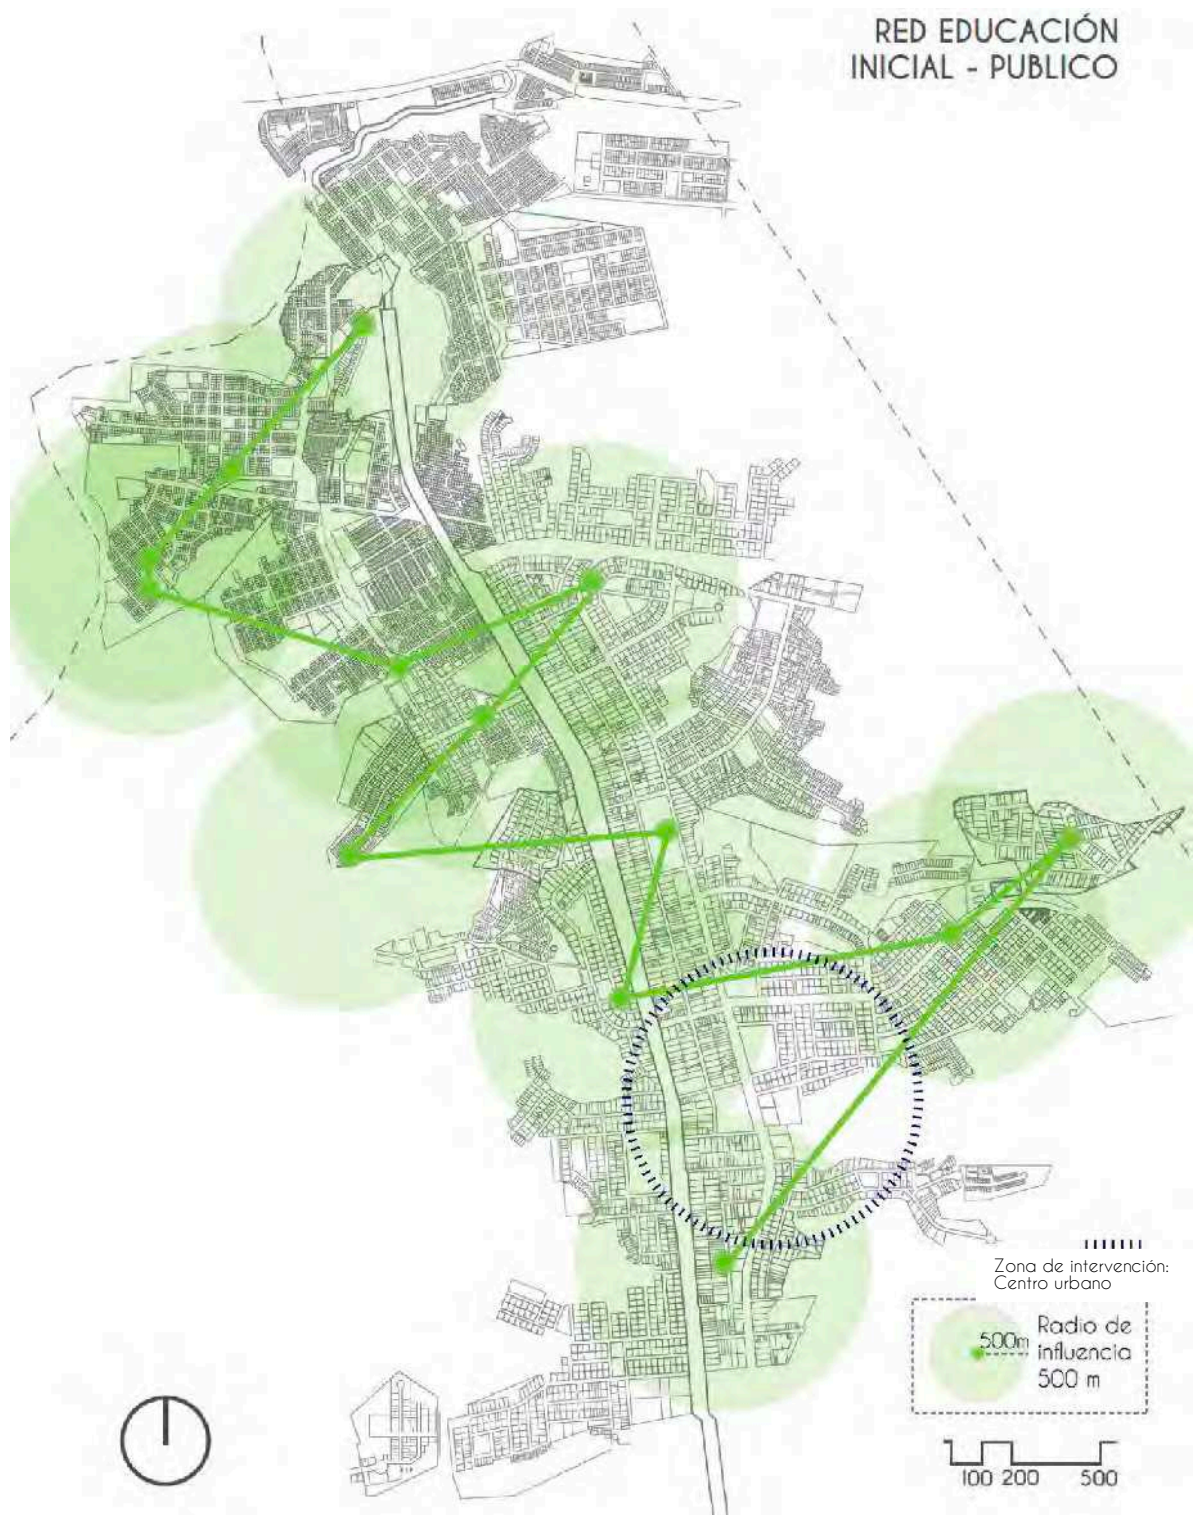 RED EDUCACIÓN
INICIAL - PUBLICO
Zona de intervención:
Centro urbano
500m
Radio de
influencia
500 m
100 200 500